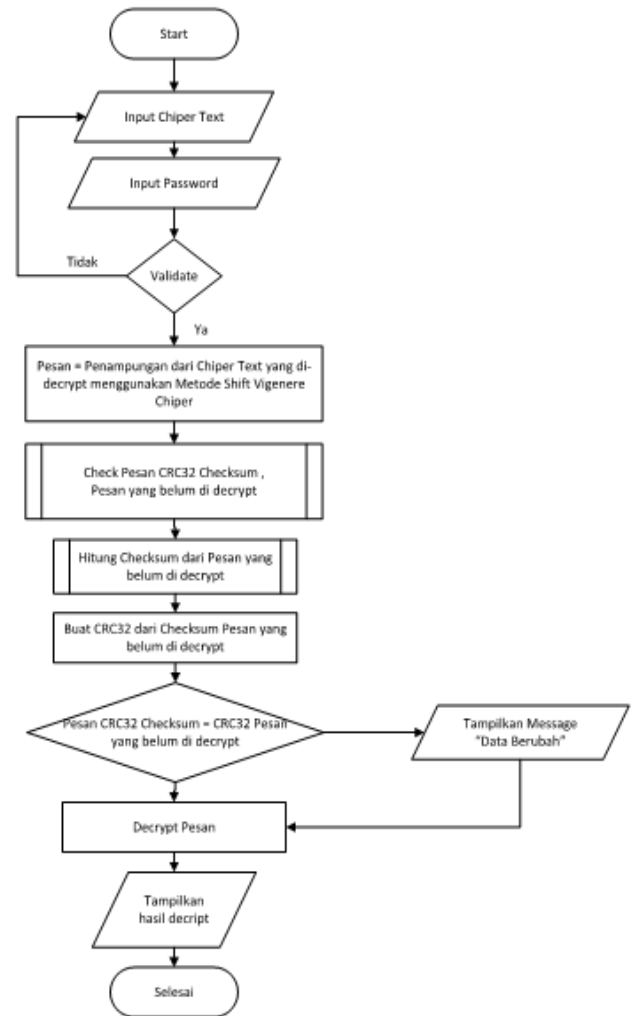 Start
Input Chiper Text
Input Password
Tidak
Validate
Ya
Pesan = Penampungan dari Chiper Text yang di-
decrypt menggunakan Metode Shift Vigenere
Chiper
Check Pesan CRC32 Checksum ,
Pesan yang belum di decrypt
Hitung Checksum dari Pesan yang
belum di decrypt
Buat CRC32 dari Checksum Pesan yang
belum di decrypt
Pesan CRC32 Checksum = CRC32 Pesan
yang belum di decrypt
Tampilkan Message
"Data Berubah"
Decrypt Pesan
Tampilkan
hasil decript
Selesai